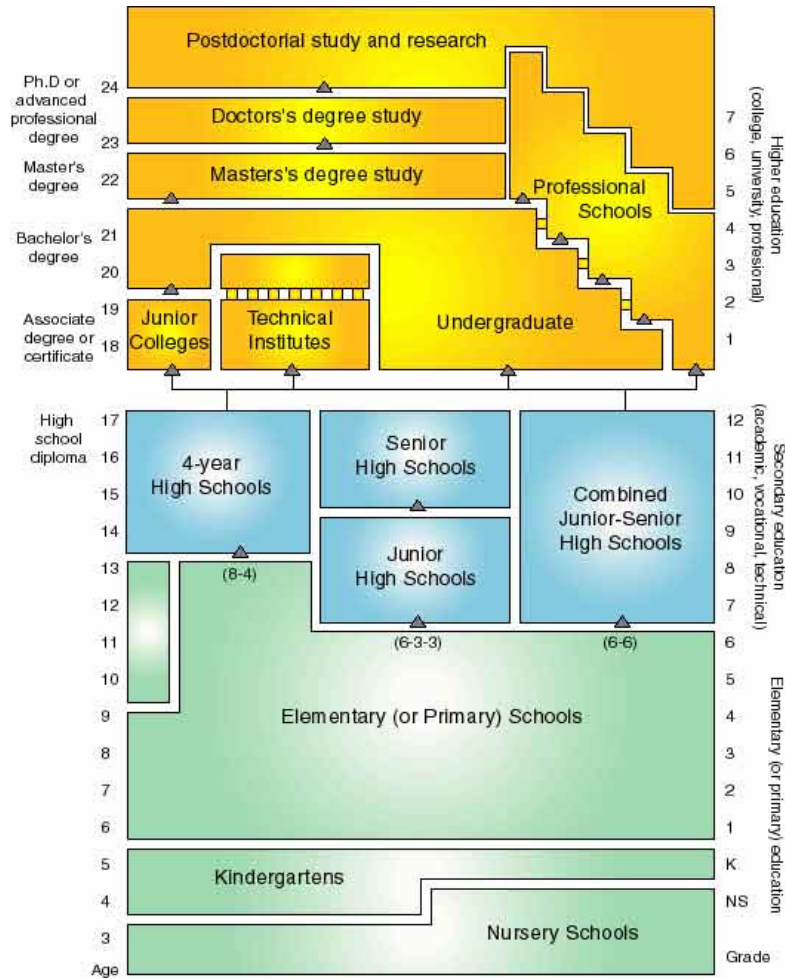 Postdoctorial study and research
Ph.D or
advanced
professional
degree
24
Doctors's degree study
7
23
6
Master's
degree
22
Masters's degree study
5
Professional
Schools
4
Bachelor's
degree
21
3
20
2
19
Associate
degree or
certificate
18
Junior
Colleges
Technical
Institutes
Undergraduate
1
Higher education
(college, university, profesional)
High
school
diploma
17
12
16
4-year
High Schools
Senior
High Schools
11
15
10
Combined
Junior-Senior
High Schools
14
9
Junior
High Schools
13
(8-4)
8
12
7
Secondary education
(academic, vocational, technical)
11
(6-3-3)
(6-6)
6
10
5
9
Elementary (or Primary) Schools
4
8
3
7
2
6
1
5
Kindergartens
K
4
NS
3
Nursery Schools
Age
Grade
Elementary (or primary) education